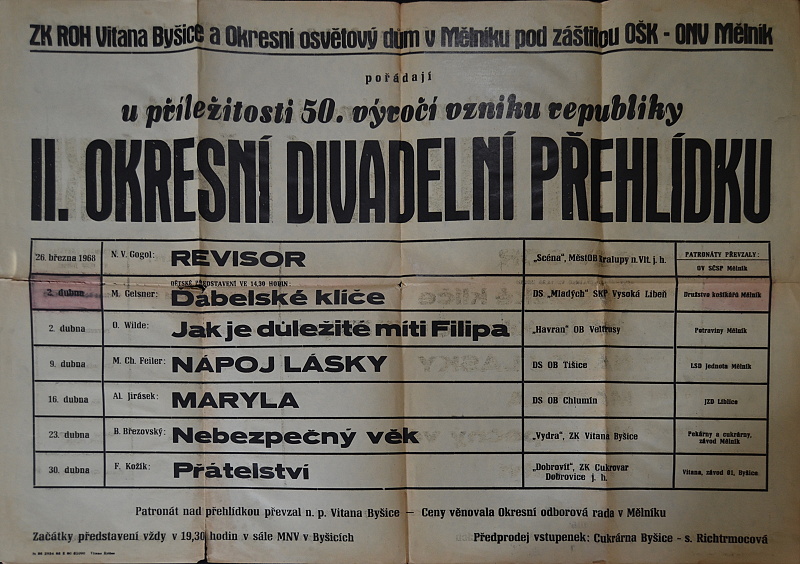 ZK ROH Vitana Byšice a Okresní osvětový dům v Mělníku pod záštitou OŠK - ONV Mělník
pořádají
u příležitosti 50. výročí vzniku republiky
II. OKRESNÍ DIVADELNÍ PŘEHLÍDKU
26. března 1968 N. V. Gogol: REVISOR „Scéna", MěstOB Kralupy n.Vlt. j. h. PATRONÁTY PŘEVZALY: OV SČSP Mělník
DĚTSKÉ PŘEDSTAVENÍ VE 14,30 HODIN:
2. dubna M. Geisner: Ďábelské klíče DS „Mladých" SKP Vysoká Libeň Družstvo košíkářů Mělník
2. dubna O. Wilde: Jak je důležité míti Filipa „Havran" OB Veltrusy Potraviny Mělník
9. dubna M. Ch. Feiler: NÁPOJ LÁSKY DS OB Tišice LSD jednota Mělník
16. dubna Al. Jirásek: MARYLA DS OB Chlumín JZD Liblice
23. dubna B. Březovský: Nebezpečný věk „Vydra", ZK Vitana Byšice Pekárny a cukrárny, závod Mělník
30. dubna F. Kožík: Přátelství „Dobrovít", ZK Cukrovar Dobrovice j. h. Vitana, závod 01, Byšice
Patronát nad přehlídkou převzal n. p. Vitana Byšice — Ceny věnovala Okresní odborová rada v Mělníku
Začátky představení vždy v 19,30 hodin v sále MNV v Byšicích
Předprodej vstupenek: Cukrárna Byšice - s. Richtrmocová